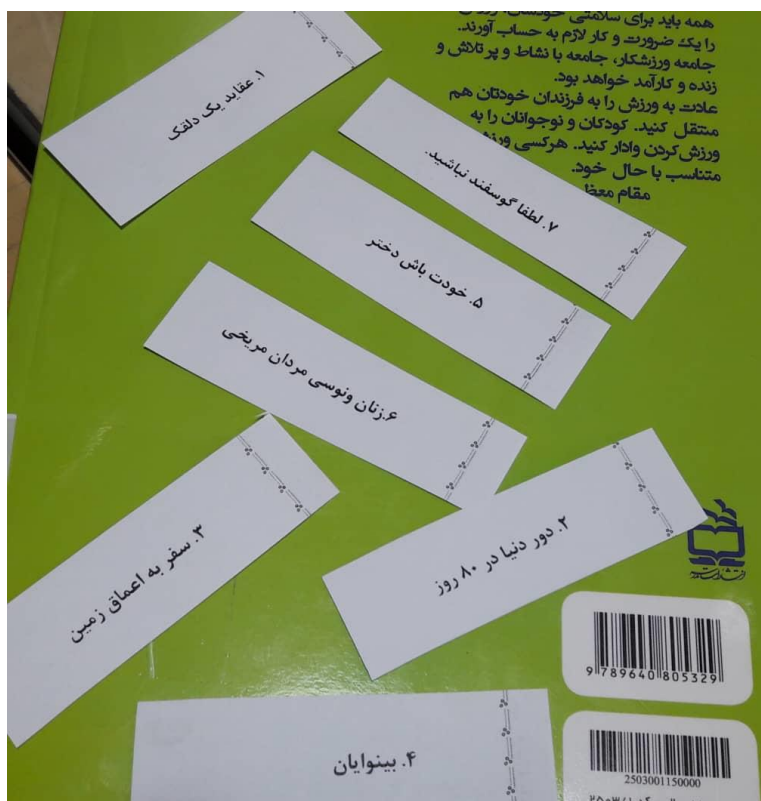 همه باید برای سلامتی خودشان،
را یک ضرورت و کار لازم به حساب آورند.
جامعه ورزشکار، جامعه با نشاط و پر تلاش و
زنده و کارآمد خواهد بود.
عادت به ورزش را به فرزندان خودتان هم
منتقل کنید. کودکان و نوجوانان را به
ورزش کردن وادار کنید. هرکسی
متناسب با حال خود.
مقام
۱. عقاید یک دلقک
۷. لطفا گوسفند نباشید.
۵. خودت باش دختر
۶.زنان ونوسی مردان مریخی
۳. سفر به اعماق زمین
۲. دور دنیا در ۸۰ روز
۴. بینوایان
9 789640 805329
2503001150000